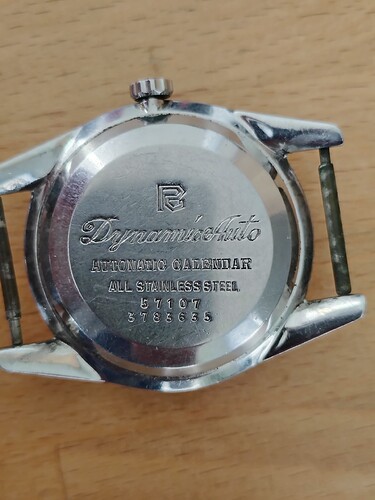 Dynamic Auto
AUTOMATIC CALENDAR
ALL STAINLESS STEEL
57107
3783635